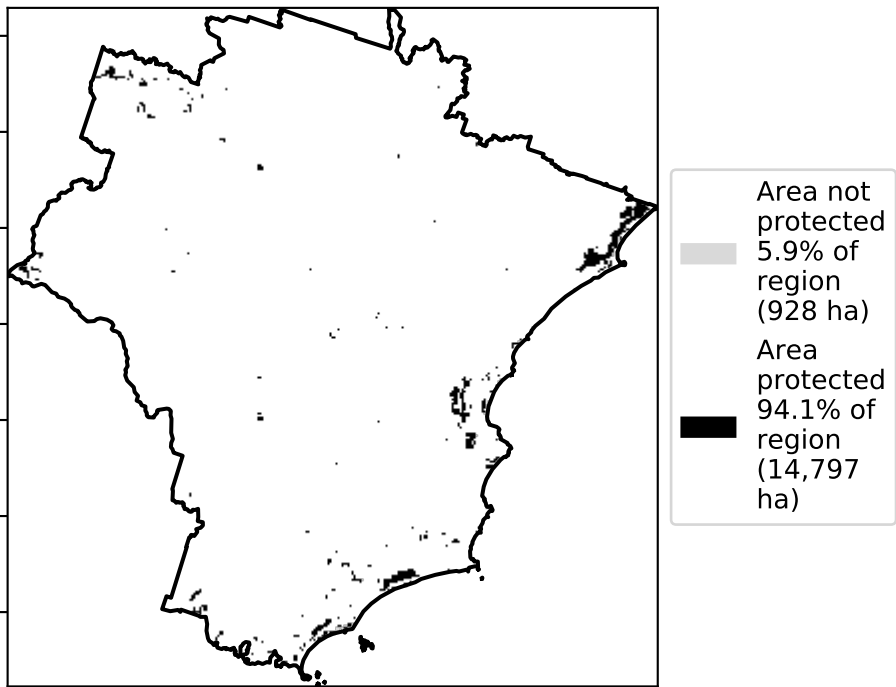 Area not
protected
5.9% of
region
(928 ha)
Area
protected
94.1% of
region
(14,797
ha)